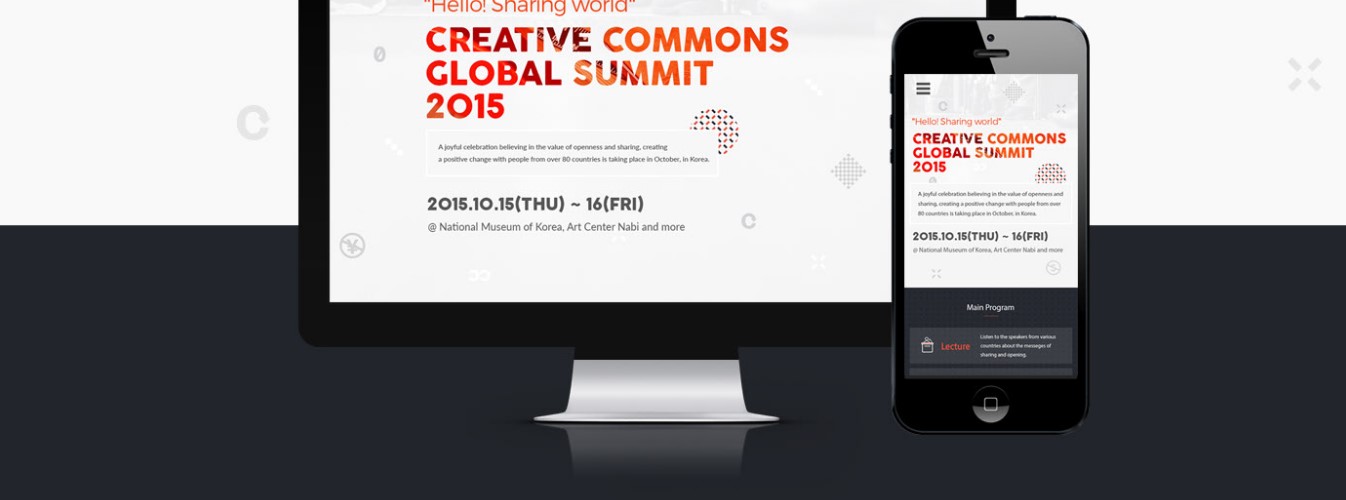 "Hello! Sharing world"
CREATIVE COMMONS
GLOBAL SUMMIT
2015
A joyful celebration believing in the value of openness and sharing, creating
a positive change with people from over 80 countries is taking place in October, in Korea.
2015.10.15(THU) ~ 16(FRI)
@ National Museum of Korea, Art Center Nabi and more
"Hello! Sharing world"
CREATIVE COMMONS
GLOBAL SUMMIT
2015
A joyful celebration believing in the value of openness and
sharing, creating a positive change with people from over
80 countries is taking place in October, in Korea.
2015.10.15(THU) ~ 16(FRI)
@ National Museum of Korea, Art Center Nabi and more
Main Program
Lecture
Listen to the speakers from various
countries about the messages of
sharing and opening.